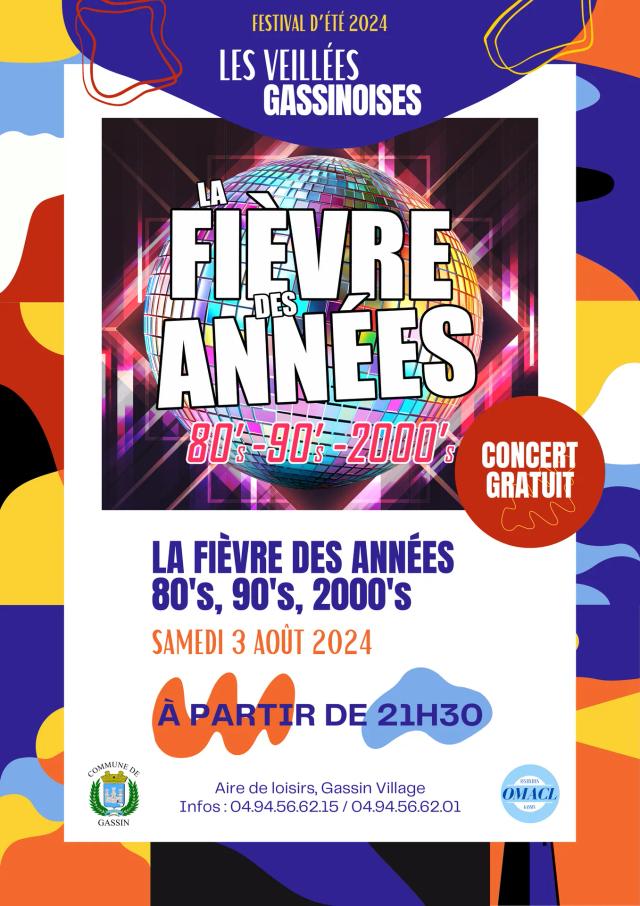 FESTIVAL D'ÉTÉ 2024
LES VEILLÉES
GASSINOISES
LA
FIÈVRE
DES
ANNÉES
80's-90's-2000's
CONCERT
GRATUIT
LA FIÈVRE DES ANNÉES
80's, 90's, 2000's
SAMEDI 3 AOÛT 2024
À PARTIR DE 21H30
COMMUNE DE
GASSIN
Aire de loisirs, Gassin Village
Infos : 04.94.56.62.15 / 04.94.56.62.01
OMACL
GASSIN